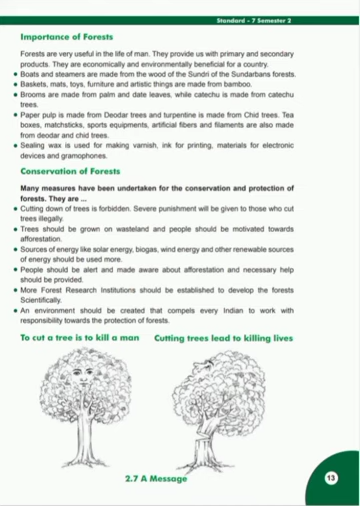 Standard - 7 Semester 2
Importance of Forests
Forests are very useful in the life of man. They provide us with primary and secondary
products. They are economically and environmentally beneficial for a country.
• Boats and steamers are made from the wood of the Sundri of the Sundarbans forests.
• Baskets, mats, toys, furniture and artistic things are made from bamboo.
• Brooms are made from palm and date leaves, while catechu is made from catechu
trees.
• Paper pulp is made from Deodar trees and turpentine is made from Chid trees. Tea
boxes, matchsticks, sports equipments, artificial fibers and filaments are also made
from deodar and chid trees.
• Sealing wax is used for making varnish, ink for printing, materials for electronic
devices and gramophones.
Conservation of Forests
Many measures have been undertaken for the conservation and protection of
forests. They are ...
• Cutting down of trees is forbidden. Severe punishment will be given to those who cut
trees illegally.
• Trees should be grown on wasteland and people should be motivated towards
afforestation.
• Sources of energy like solar energy, biogas, wind energy and other renewable sources
of energy should be used more.
• People should be alert and made aware about afforestation and necessary help
should be provided.
• More Forest Research Institutions should be established to develop the forests
Scientifically.
• An environment should be created that compels every Indian to work with
responsibility towards the protection of forests.
To cut a tree is to kill a man
Cutting trees lead to killing lives
2.7 A Message
13